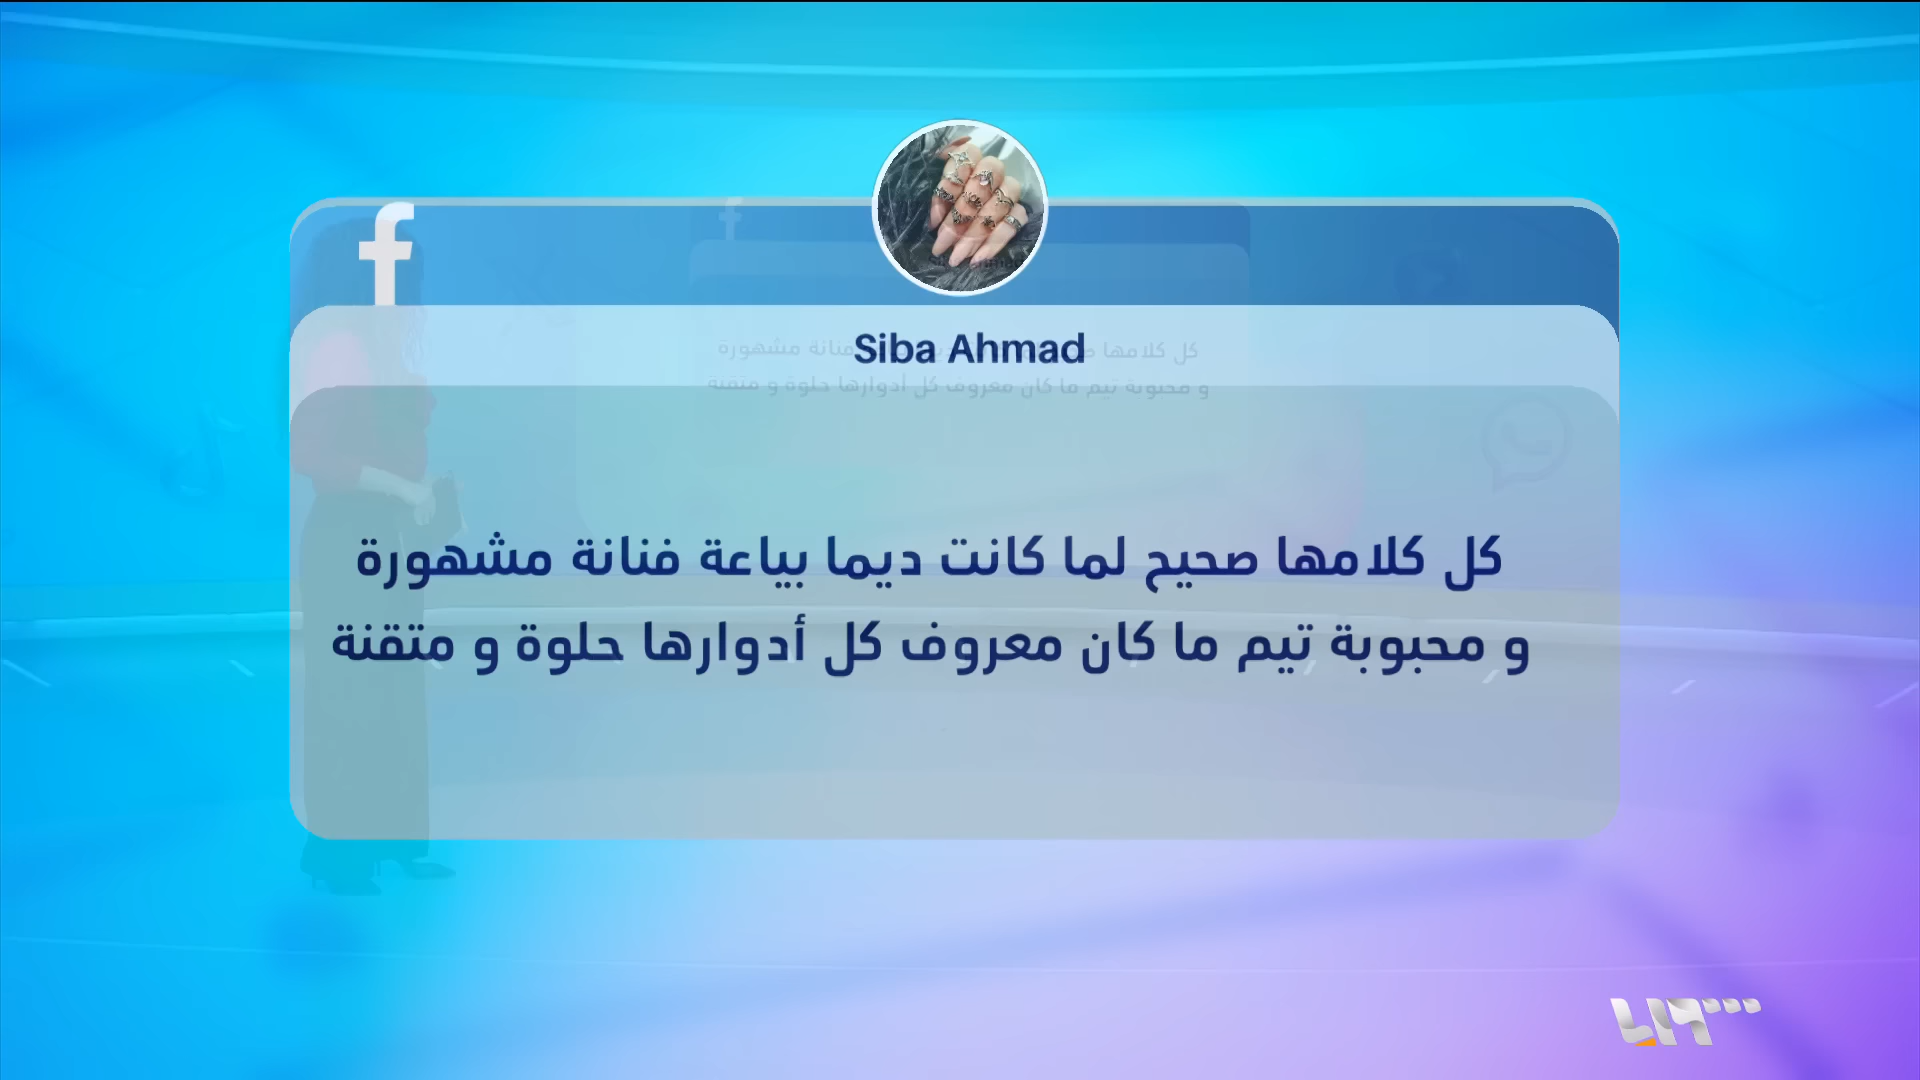 Siba Ahmad
كل كلامها صحيح لما كانت ديما بياعة فنانة مشهورة
و محبوبة تيم ما كان معروف كل أدوارها حلوة و متقنة